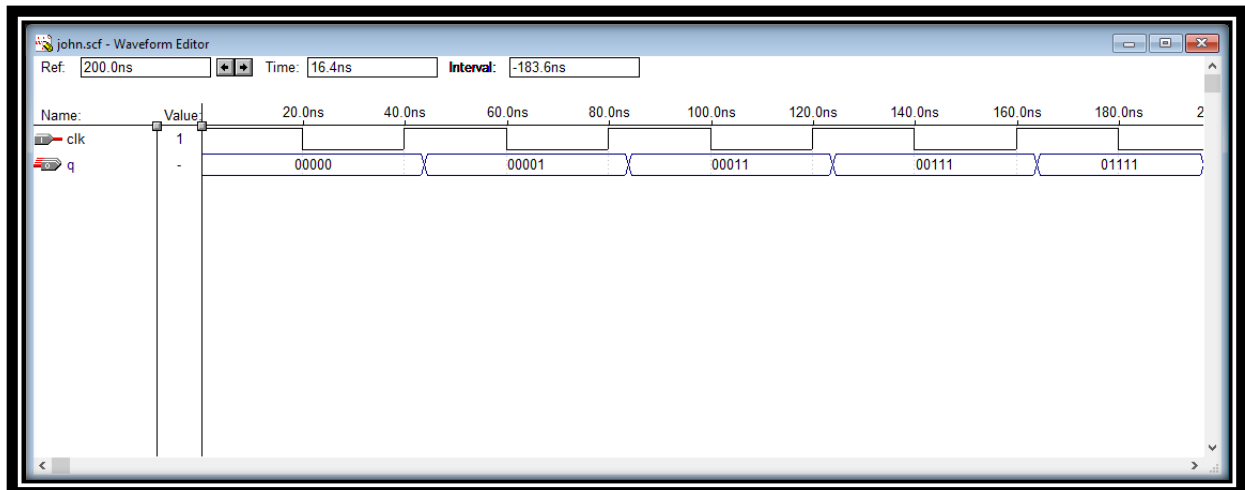 john.scf - Waveform Editor
Ref: 200.0ns Time: 16.4ns Interval: -183.6ns
Name: Value: 20.0ns 40.0ns 60.0ns 80.0ns 100.0ns 120.0ns 140.0ns 160.0ns 180.0ns 2
clk 1
q - 00000 00001 00011 00111 01111